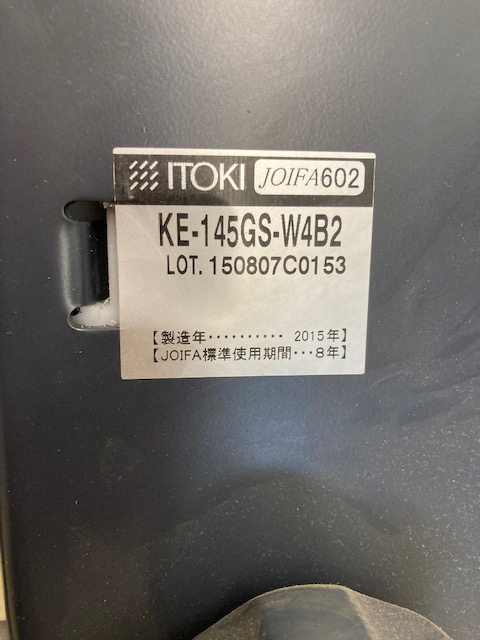 ITOKI JOIFA602
KE-145GS-W4B2
LOT. 150807C0153
【製造年·········· 2015年】
【JOIFA標準使用期間···8年】